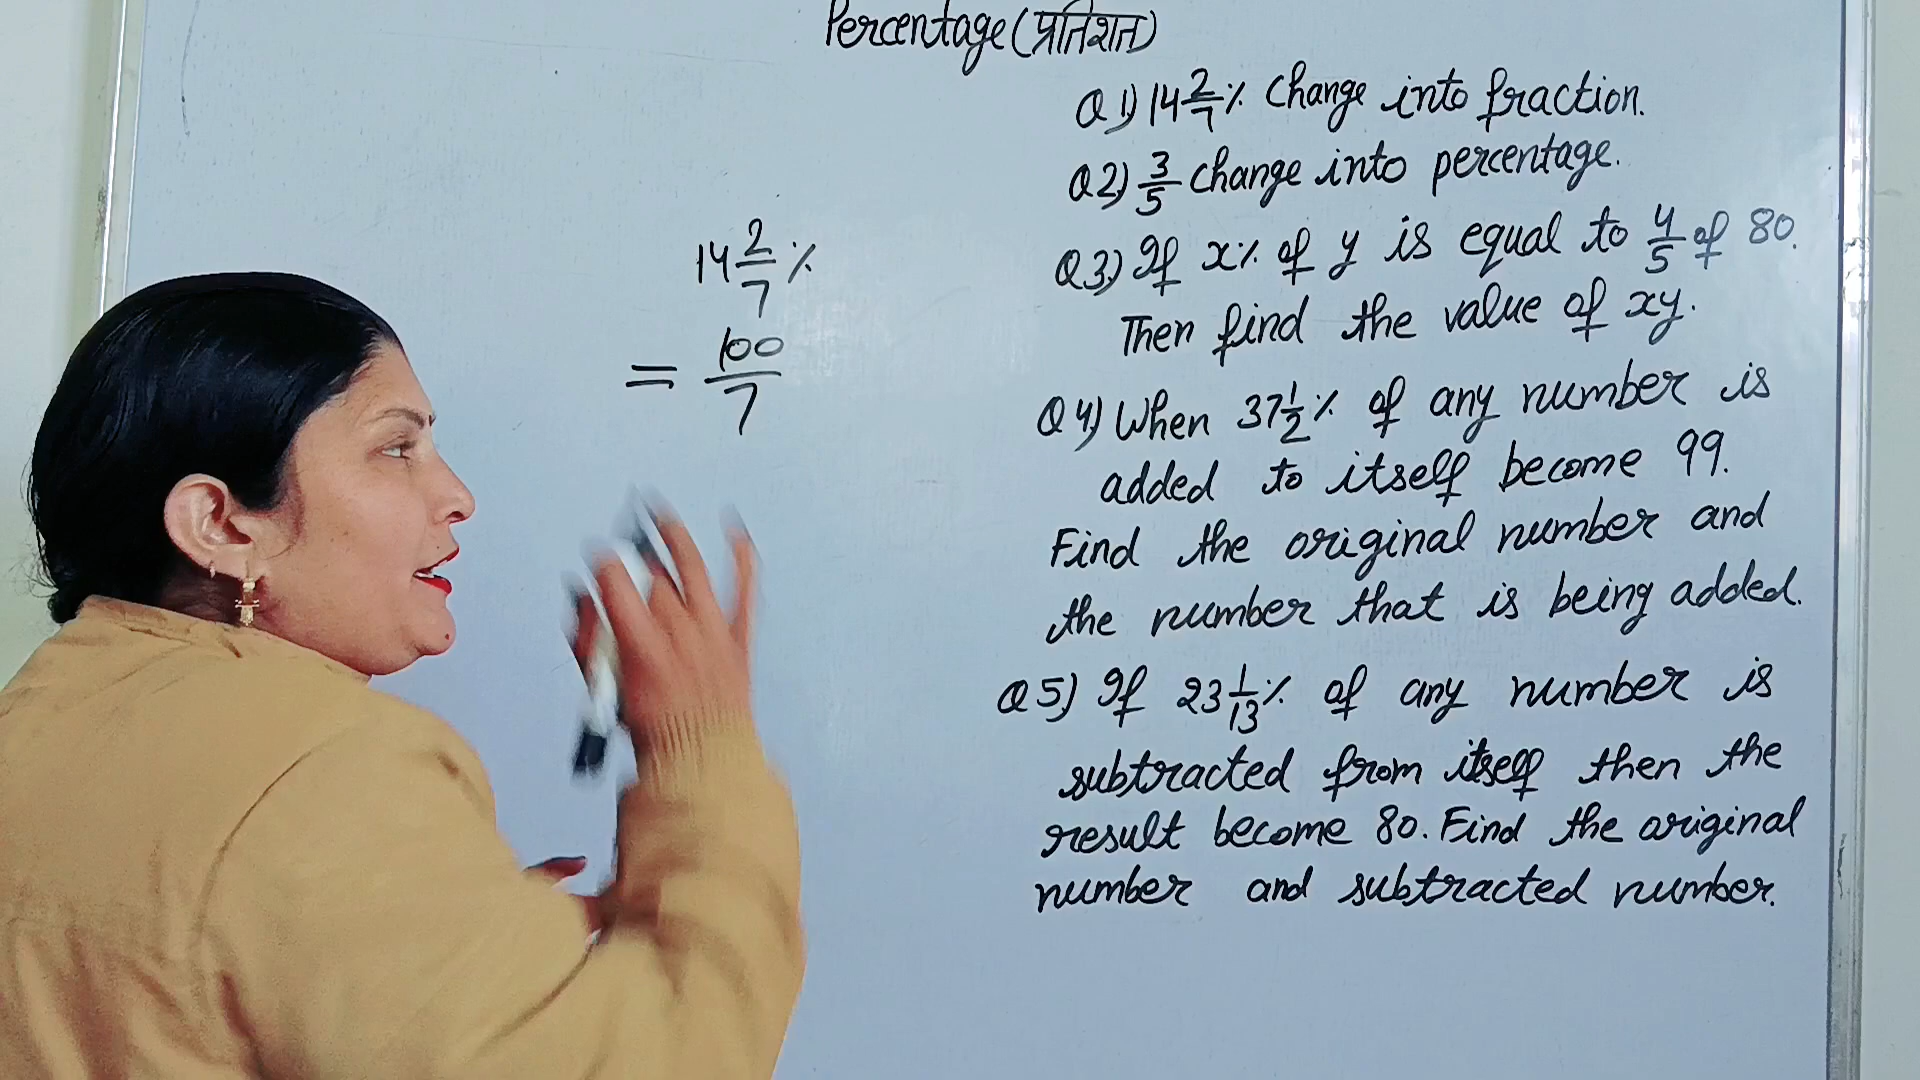 Percentage (प्रतिशत)
Q1) 14 2/7 % Change into fraction.
Q2) 3/5 change into percentage.
Q3) If x% of y is equal to 4/5 of 80.
Then find the value of xy.
Q4) When 37 1/2 % of any number is
added to itself become 99.
Find the original number and
the number that is being added.
Q5) If 23 1/13 % of any number is
subtracted from itself then the
result become 80. Find the original
number and subtracted number.
14 2/7 %
= 100/7